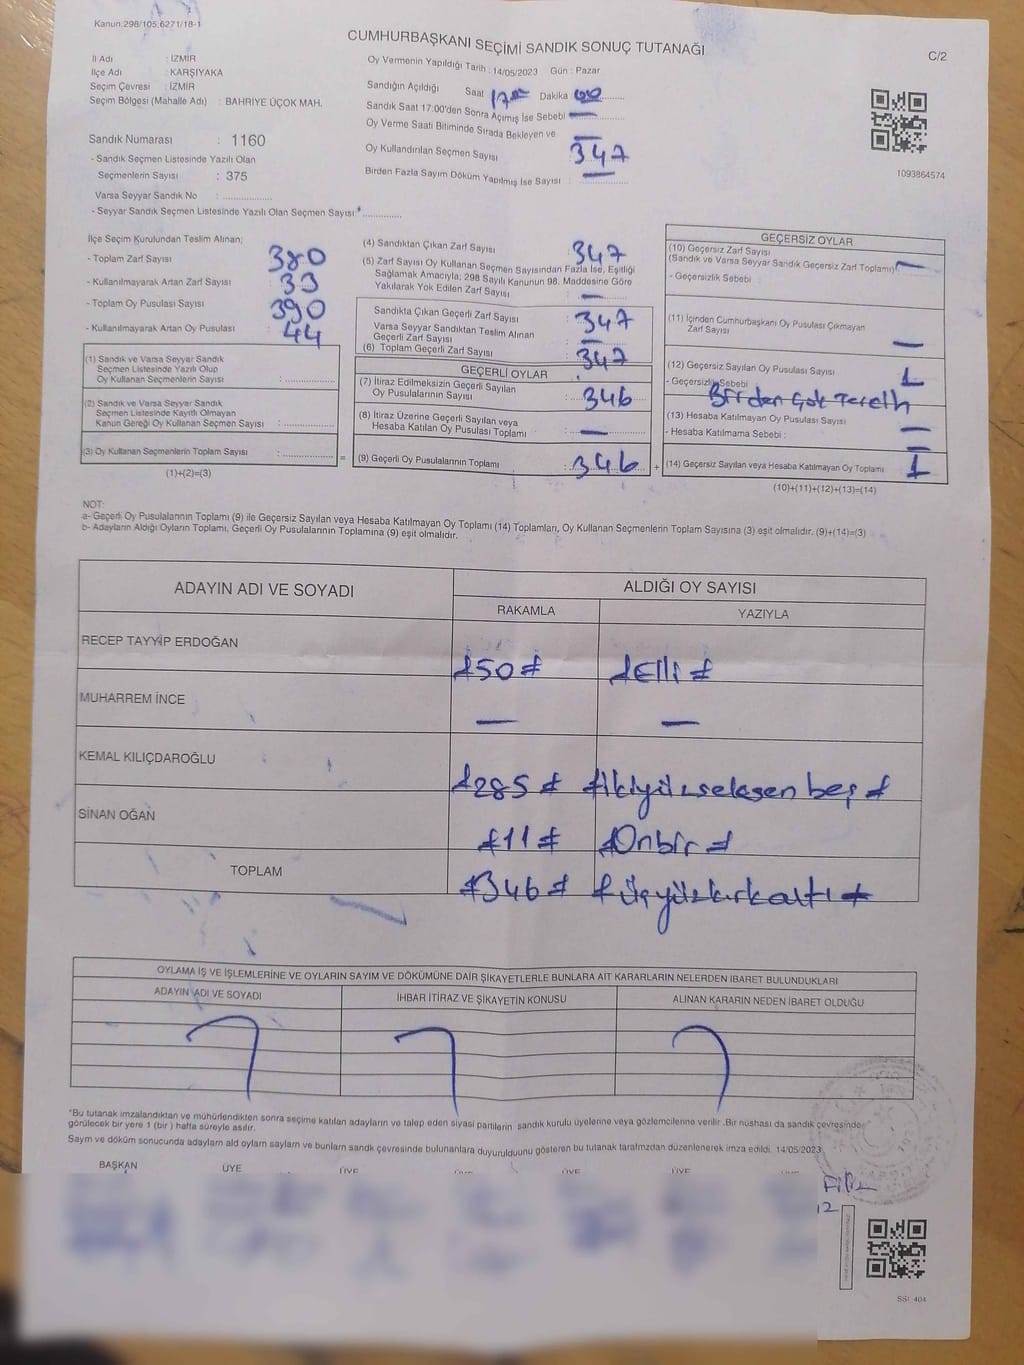 Kanun:298/105,6271/18-1
CUMHURBAŞKANI SEÇİMİ SANDIK SONUÇ TUTANAĞI
C/2
İl Adı : İZMİR
İlçe Adı : KARŞIYAKA
Seçim Çevresi : İZMİR
Seçim Bölgesi (Mahalle Adı) : BAHRİYE ÜÇOK MAH.
Oy Vermenin Yapıldığı Tarih : 14/05/2023 Gün : Pazar
Sandığın Açıldığı Saat 17 00 Dakika 00
Sandık Saat 17:00'den Sonra Açımış İse Sebebi —
Oy Verme Saati Bitiminde Sırada Bekleyen ve —
Oy Kullandırılan Seçmen Sayısı 347
Birden Fazla Sayım Döküm Yapılmış İse Sayısı : —
1093864574
Sandık Numarası : 1160
- Sandık Seçmen Listesinde Yazılı Olan
Seçmenlerin Sayısı : 375
Varsa Seyyar Sandık No :
- Seyyar Sandık Seçmen Listesinde Yazılı Olan Seçmen Sayısı*
İlçe Seçim Kurulundan Teslim Alınan;
- Toplam Zarf Sayısı : 380
- Kullanılmayarak Artan Zarf Sayısı : 33
- Toplam Oy Pusulası Sayısı : 390
- Kullanılmayarak Artan Oy Pusulası : 44
(1) Sandık ve Varsa Seyyar Sandık
Seçmen Listesinde Yazılı Olup
Oy Kullanan Seçmenlerin Sayısı :
(2) Sandık ve Varsa Seyyar Sandık
Seçmen Listesinde Kayıtlı Olmayan
Kanun Gereği Oy Kullanan Seçmen Sayısı :
(3) Oy Kullanan Seçmenlerin Toplam Sayısı :
(1)+(2)=(3)
(4) Sandıktan Çıkan Zarf Sayısı : 347
(5) Zarf Sayısı Oy Kullanan Seçmen Sayısından Fazla İse, Eşitliği
Sağlamak Amacıyla; 298 Sayılı Kanunun 98. Maddesine Göre
Yakılarak Yok Edilen Zarf Sayısı : —
Sandıkta Çıkan Geçerli Zarf Sayısı : 347
Varsa Seyyar Sandıktan Teslim Alınan
Geçerli Zarf Sayısı : —
(6) Toplam Geçerli Zarf Sayısı : 347
GEÇERLİ OYLAR
(7) İtiraz Edilmeksizin Geçerli Sayılan
Oy Pusulalarının Sayısı : 346
(8) İtiraz Üzerine Geçerli Sayılan veya
Hesaba Katılan Oy Pusulası Toplamı : —
= (9) Geçerli Oy Pusulalarının Toplamı : 346 +
GEÇERSİZ OYLAR
(10) Geçersiz Zarf Sayısı
(Sandık ve Varsa Seyyar Sandık Geçersiz Zarf Toplamı) —
- Geçersizlik Sebebi
(11) İçinden Cumhurbaşkanı Oy Pusulası Çıkmayan
Zarf Sayısı —
(12) Geçersiz Sayılan Oy Pusulası Sayısı 1
- Geçersizlik Sebebi
Birden Çok Tercih
(13) Hesaba Katılmayan Oy Pusulası Sayısı —
- Hesaba Katılmama Sebebi : —
(14) Geçersiz Sayılan veya Hesaba Katılmayan Oy Toplamı 1
(10)+(11)+(12)+(13)=(14)
NOT:
a- Geçerli Oy Pusulalarının Toplamı (9) ile Geçersiz Sayılan veya Hesaba Katılmayan Oy Toplamı (14) Toplamları, Oy Kullanan Seçmenlerin Toplam Sayısına (3) eşit olmalıdır. (9)+(14)=(3)
b- Adayların Aldığı Oyların Toplamı, Geçerli Oy Pusulalarının Toplamına (9) eşit olmalıdır.
ADAYIN ADI VE SOYADI
ALDIĞI OY SAYISI
RAKAMLA YAZIYLA
RECEP TAYYİP ERDOĞAN
≠50≠ ≠Elli≠
MUHARREM İNCE
— —
KEMAL KILIÇDAROĞLU
≠285≠ ≠ikiyüzseksen beş≠
SİNAN OĞAN
≠11≠ ≠Onbir≠
TOPLAM
≠346≠ ≠üçyüzkırkaltı≠
OYLAMA İŞ VE İŞLEMLERİNE VE OYLARIN SAYIM VE DÖKÜMÜNE DAİR ŞİKAYETLERLE BUNLARA AİT KARARLARIN NELERDEN İBARET BULUNDUKLARI
ADAYIN ADI VE SOYADI İHBAR İTİRAZ VE ŞİKAYETİN KONUSU ALINAN KARARIN NEDEN İBARET OLDUĞU
*Bu tutanak imzalandıktan ve mühürlendikten sonra seçime katılan adayların ve talep eden siyasi partilerin sandık kurulu üyelerine veya gözlemcilerine verilir .Bir nüshası da sandık çevresinde
görülecek bir yere 1 (bir ) hafta süreyle asılır.
Sayım ve döküm sonucunda adayların ald oyların sayların ve bunların sandk çevresinde bulunanlara duyurulduunu gösteren bu tutanak tarafmzdan düzenlenerek imza edildi. 14/05/2023
BAŞKAN ÜYE ÜYE ÜYE ÜYE ÜYE
12
SSI: 404